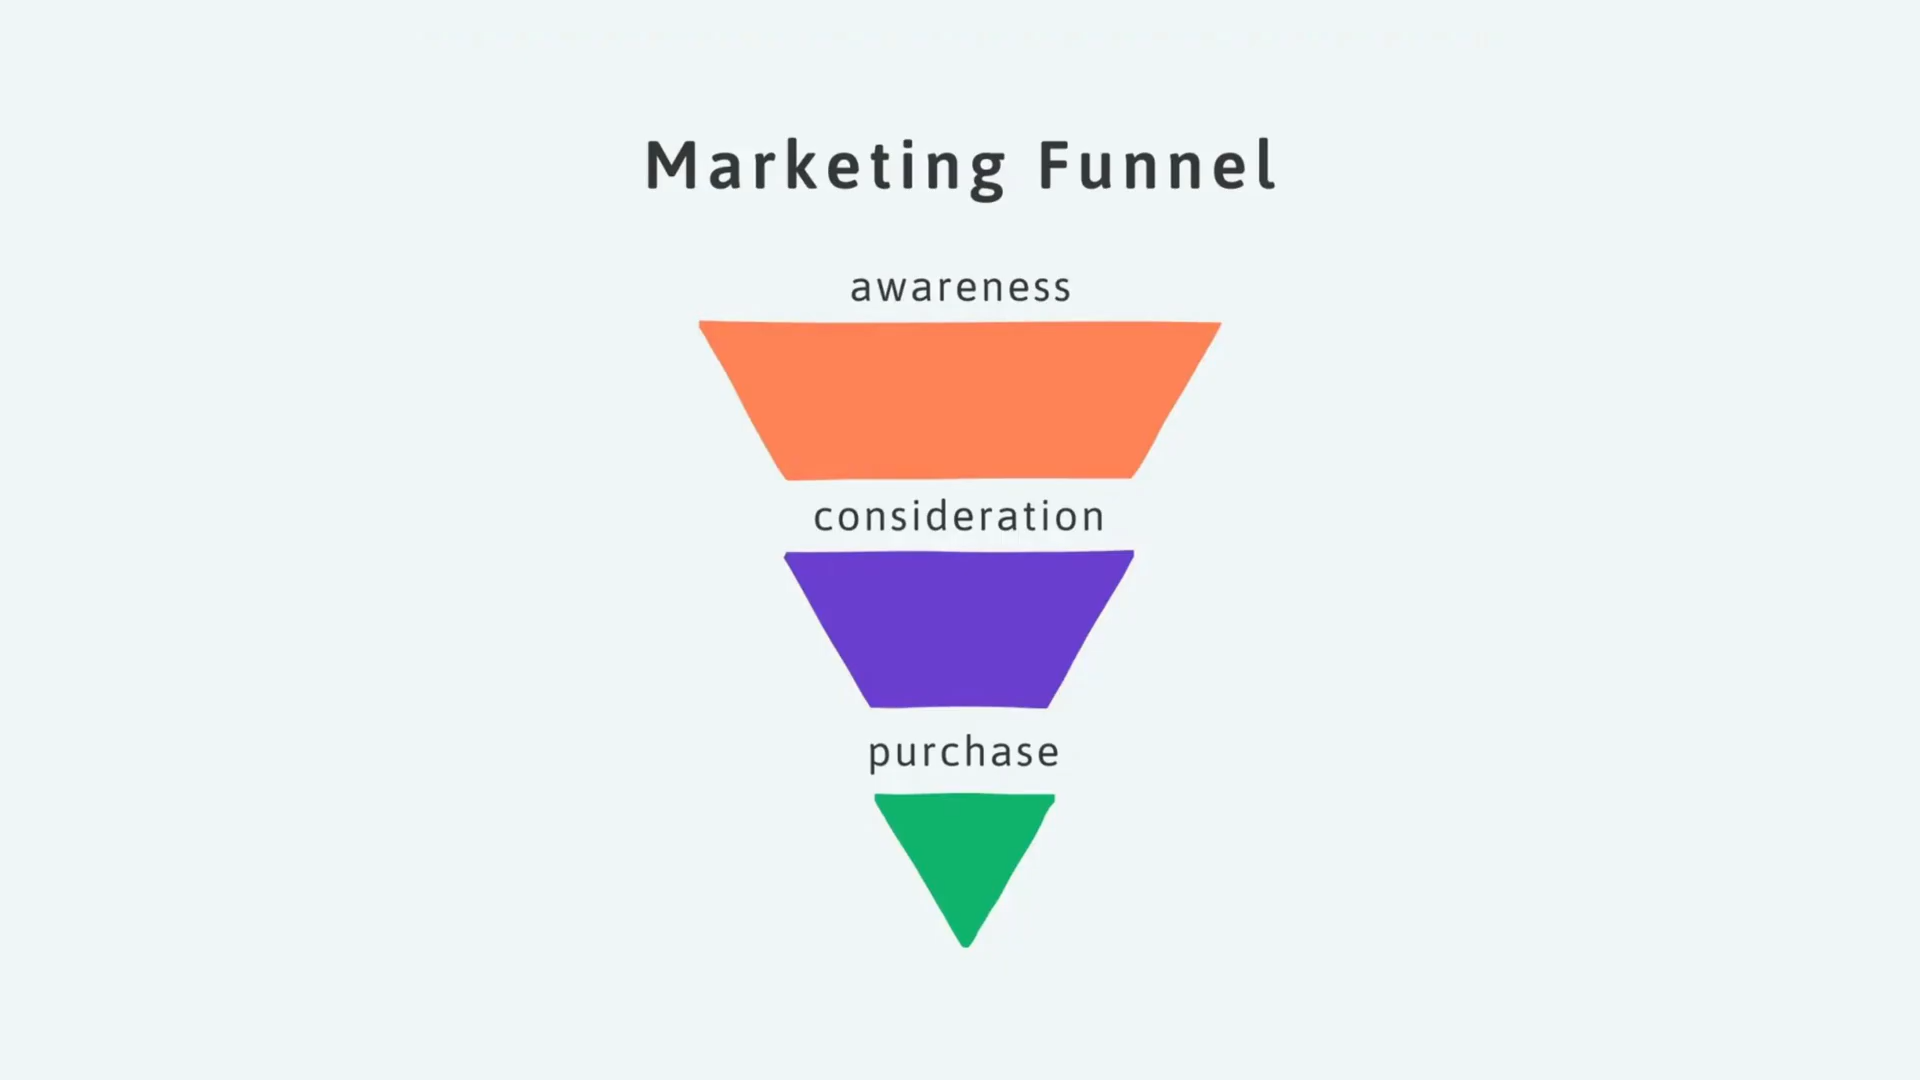 Marketing Funnel
awareness
consideration
purchase